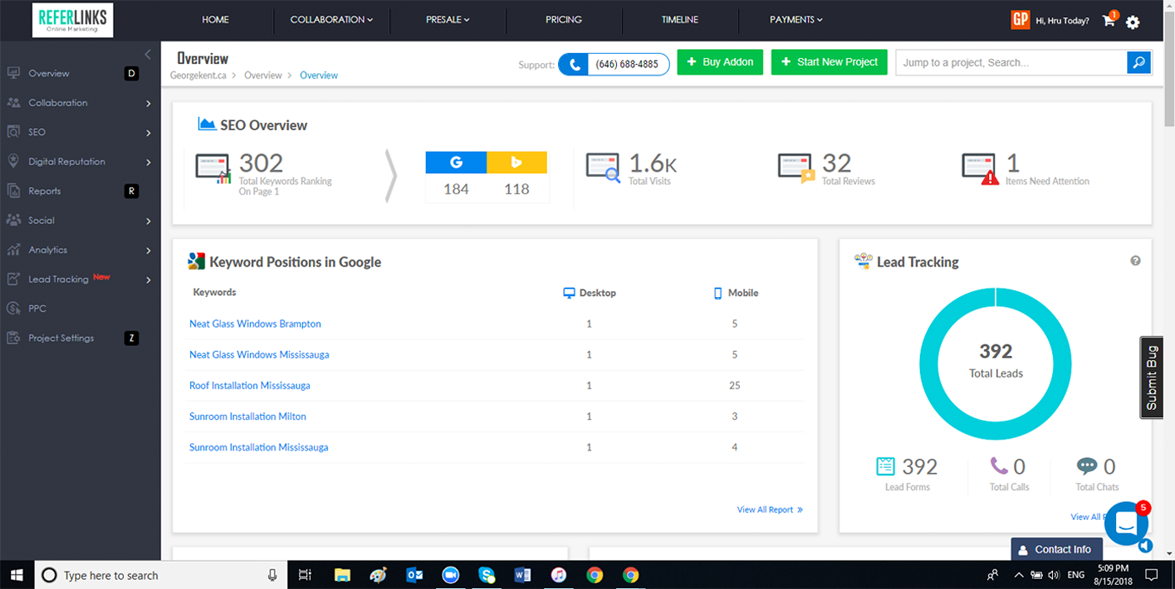 REFERLINKS
Online Marketing
HOME
COLLABORATION
PRESALE
PRICING
TIMELINE
PAYMENTS
GP
Hi, Hru Today?
1
Overview D
Collaboration
SEO
Digital Reputation
Reports R
Social
Analytics
Lead Tracking New
PPC
Project Settings Z
Overview
Georgekent.ca > Overview > Overview
Support: (646) 688-4885
+ Buy Addon
+ Start New Project
Jump to a project, Search...
SEO Overview
302
Total Keywords Ranking
On Page 1
G b
184 118
1.6K
Total Visits
32
Total Reviews
1
Items Need Attention
Keyword Positions in Google
Keywords Desktop Mobile
Neat Glass Windows Brampton 1 5
Neat Glass Windows Mississauga 1 5
Roof Installation Mississauga 1 25
Sunroom Installation Milton 1 3
Sunroom Installation Mississauga 1 4
View All Report »
Lead Tracking
392
Total Leads
392
Lead Forms
0
Total Calls
0
Total Chats
View All
5
Submit Bug
Contact Info
Type here to search
ENG
5:09 PM
8/15/2018